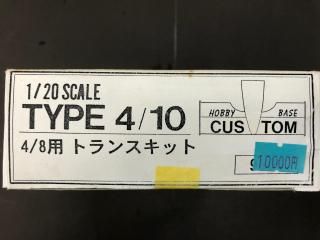 1/20 SCALE
TYPE 4/10
4/8用 トランスキット
HOBBY BASE
CUSTOM
10000円